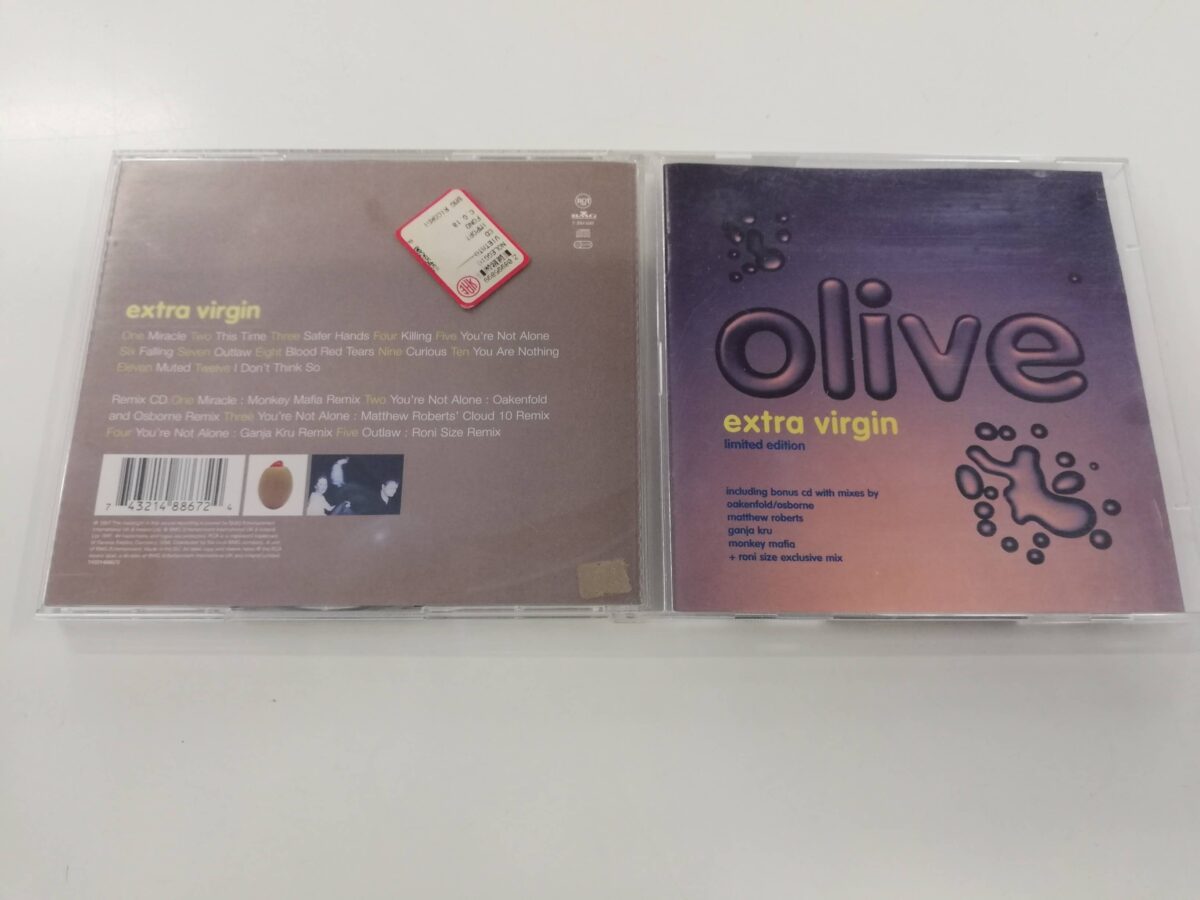 extra virgin
One Miracle Two This Time Three Safer Hands Four Killing Five You're Not Alone
Six Falling Seven Outlaw Eight Blood Red Tears Nine Curious Ten You Are Nothing
Eleven Muted Twelve I Don't Think So
Remix CD One Miracle : Monkey Mafia Remix Two You're Not Alone : Oakenfold
and Osborne Remix Three You're Not Alone : Matthew Roberts' Cloud 10 Remix
Four You're Not Alone : Ganja Kru Remix Five Outlaw : Roni Size Remix
7 43214 88672 4
BMG
olive
extra virgin
limited edition
including bonus cd with mixes by
oakenfold/osborne
matthew roberts
ganja kru
monkey mafia
+ roni size exclusive mix